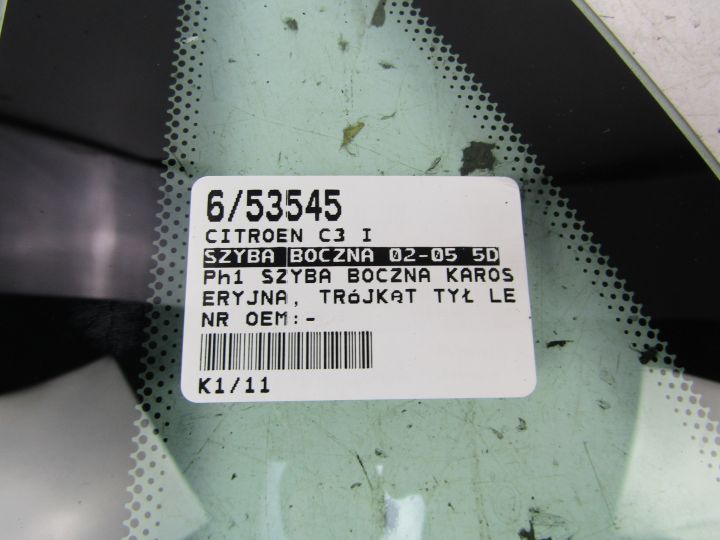 6/53545
CITROEN C3 I
SZYBA BOCZNA 02-05 5D
Ph1 SZYBA BOCZNA KAROS
ERYJNA, TRóJKĄT TYŁ LE
NR OEM:-
K1/11